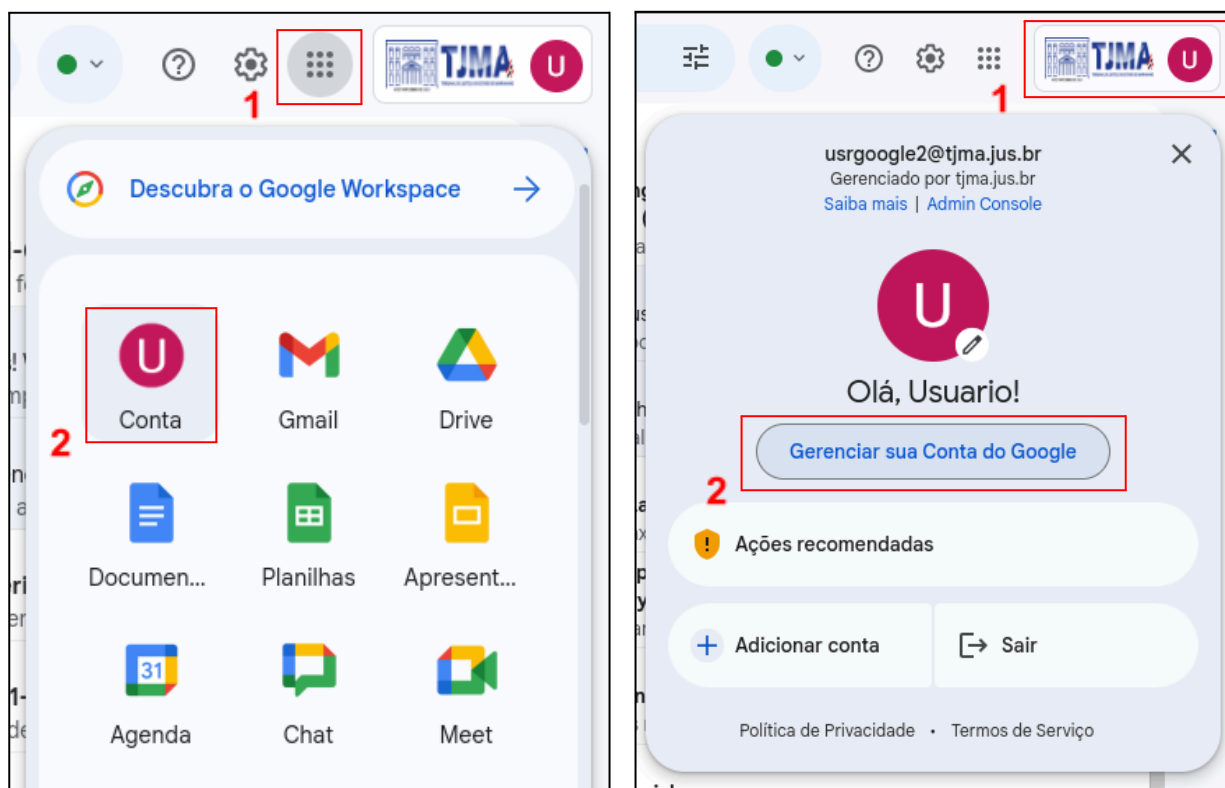 TJMA
U
1
Descubra o Google Workspace
U
Conta
Gmail
Drive
2
Documen...
Planilhas
Apresent...
31
Agenda
Chat
Meet
TJMA
U
1
usrgoogle2@tjma.jus.br
Gerenciado por tjma.jus.br
Saiba mais | Admin Console
U
Olá, Usuario!
Gerenciar sua Conta do Google
2
Ações recomendadas
Adicionar conta
Sair
Política de Privacidade • Termos de Serviço